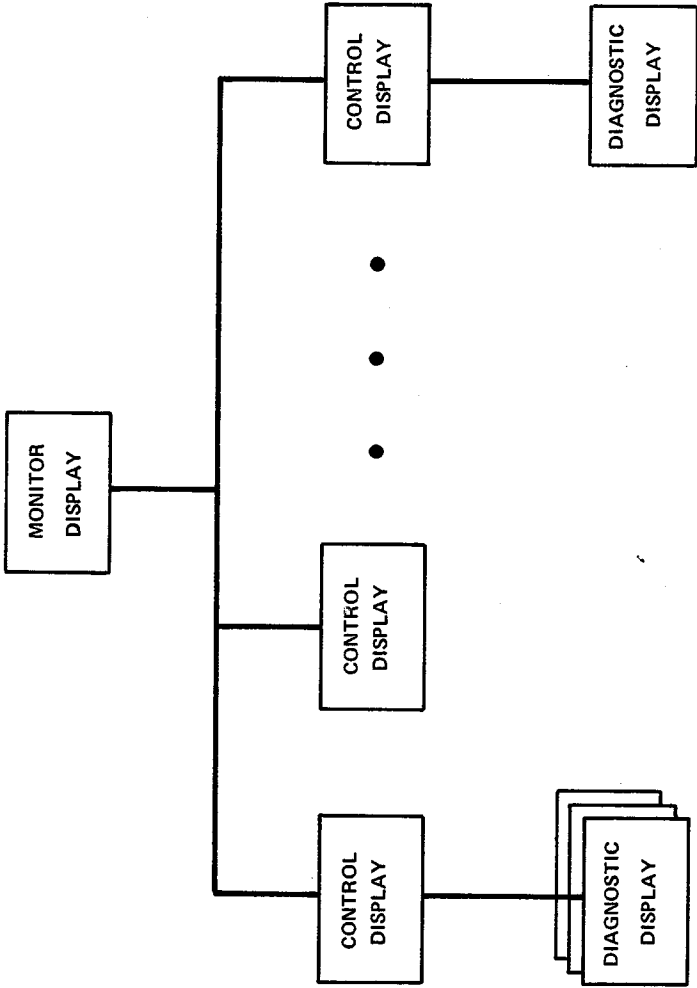 MONITOR
DISPLAY
CONTROL
DISPLAY
CONTROL
DISPLAY
CONTROL
DISPLAY
DIAGNOSTIC
DISPLAY
DIAGNOSTIC
DISPLAY